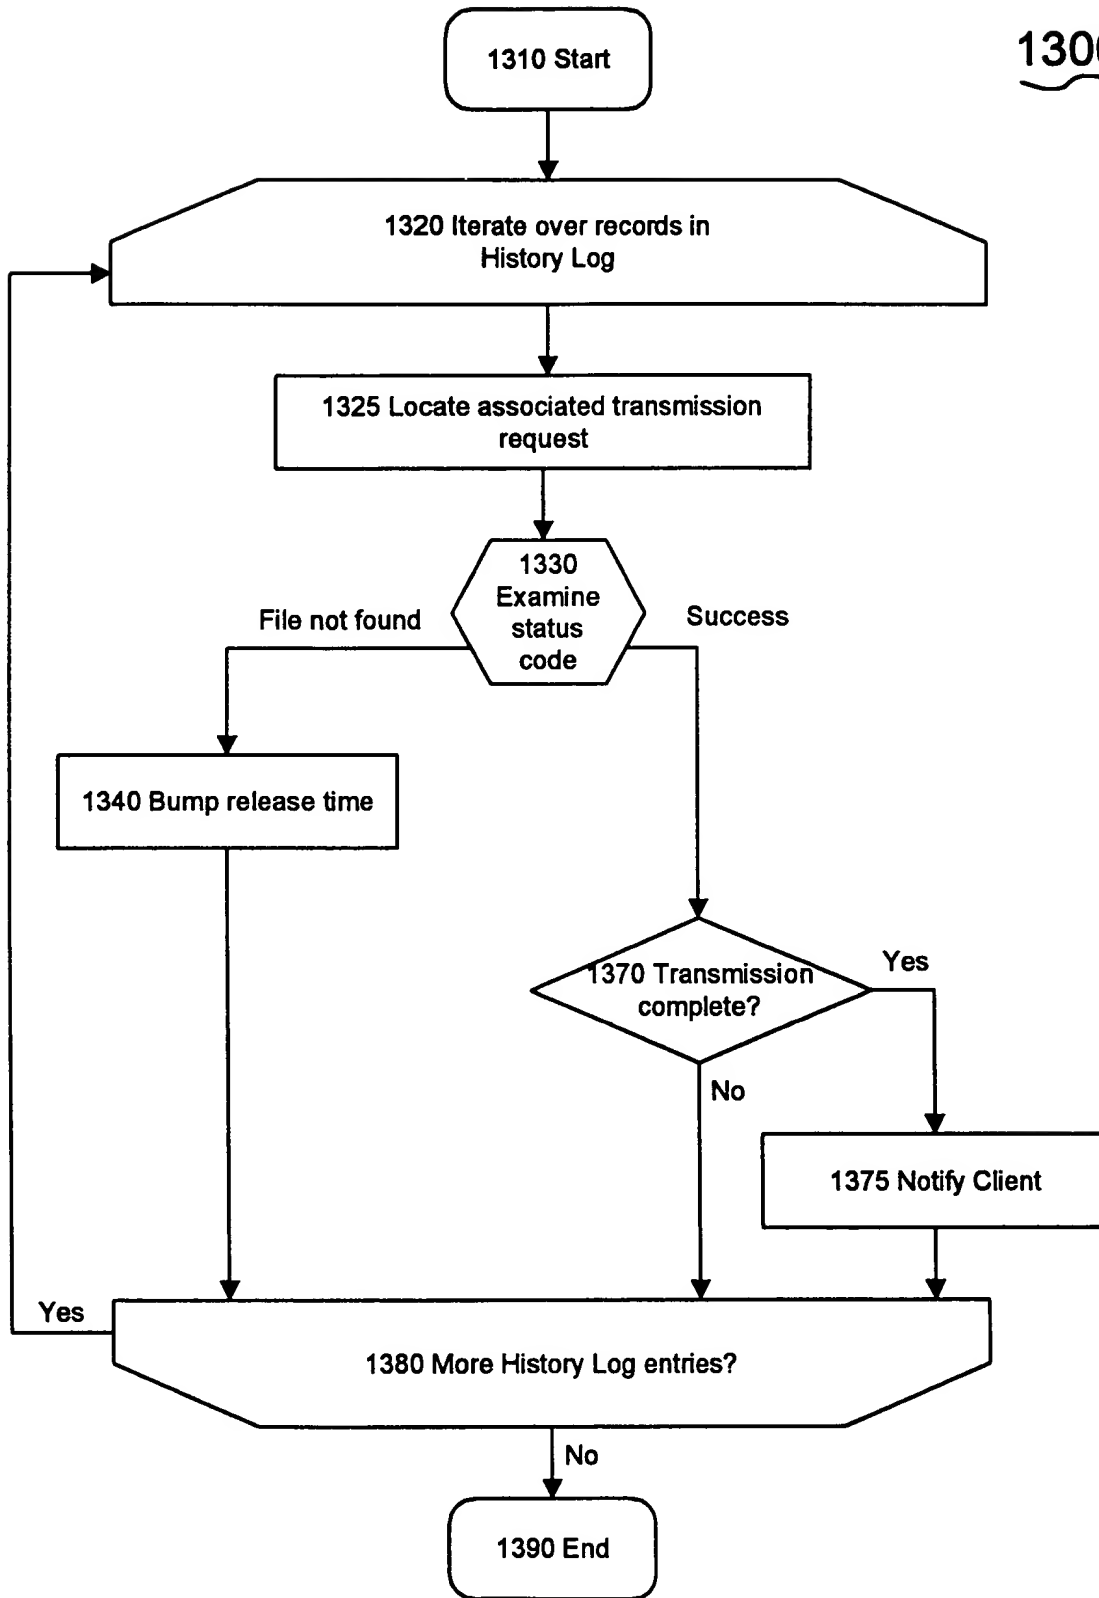 1310 Start
1300
1320 Iterate over records in
History Log
1325 Locate associated transmission
request
1330
Examine
status
code
File not found
Success
1340 Bump release time
1370 Transmission
complete?
Yes
No
1375 Notify Client
Yes
1380 More History Log entries?
No
1390 End